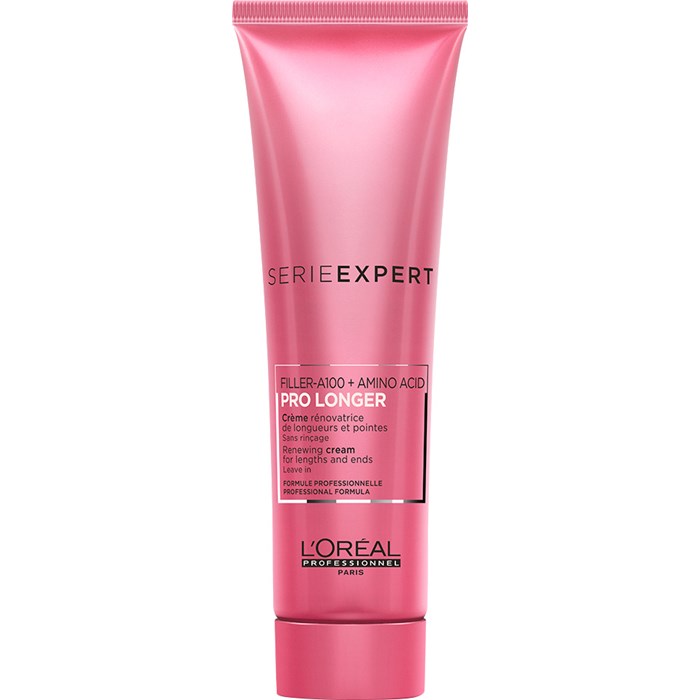 SERIEEXPERT
FILLER-A100 + AMINO ACID
PRO LONGER
Crème rénovatrice
de longueurs et pointes
Sans rinçage
Renewing cream
for lengths and ends
Leave in
FORMULE PROFESSIONNELLE
PROFESSIONAL FORMULA
L'ORÉAL
PROFESSIONNEL
PARIS